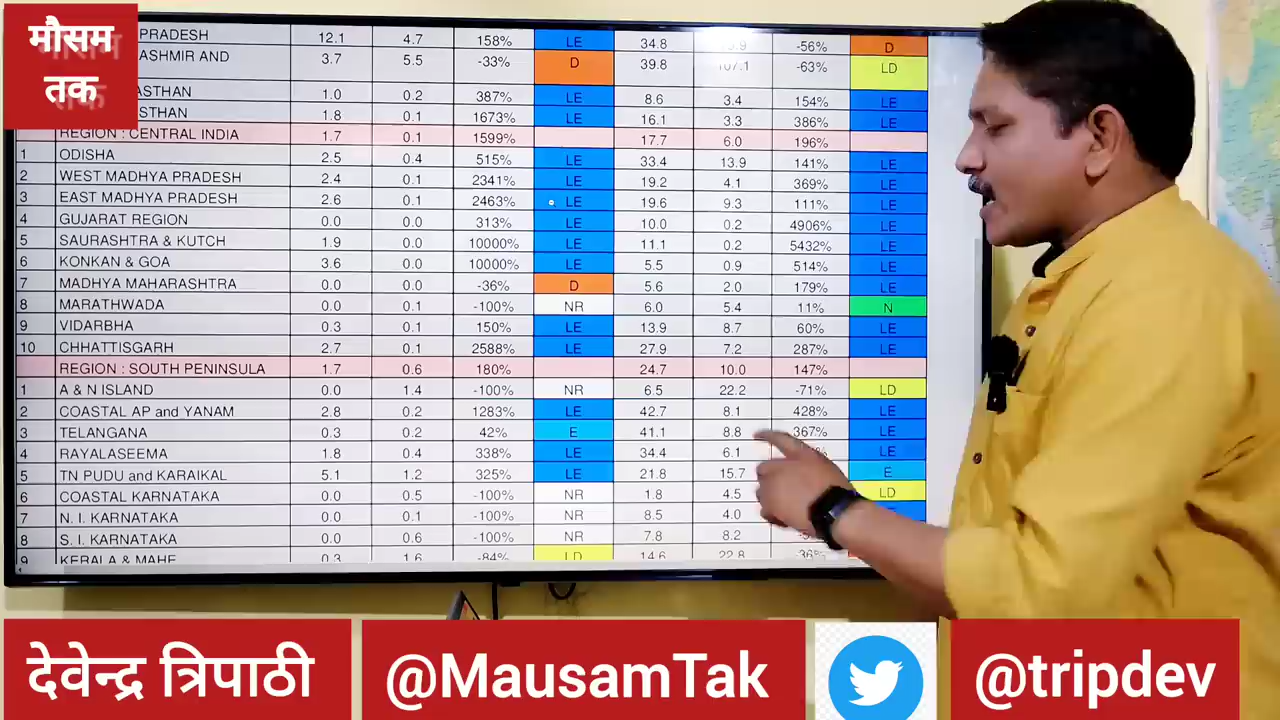 मौसम
तक
PRADESH 12.1 4.7 158% LE 34.8 -56% D
ASHMIR AND 3.7 5.5 -33% D 39.8 107.1 -63% LD
ASTHAN 1.0 0.2 387% LE 8.6 3.4 154% LE
STHAN 1.8 0.1 1673% LE 16.1 3.3 386% LE
REGION : CENTRAL INDIA 1.7 0.1 1599% 17.7 6.0 196%
1 ODISHA 2.5 0.4 515% LE 33.4 13.9 141% LE
2 WEST MADHYA PRADESH 2.4 0.1 2341% LE 19.2 4.1 369% LE
3 EAST MADHYA PRADESH 2.6 0.1 2463% LE 19.6 9.3 111% LE
4 GUJARAT REGION 0.0 0.0 313% LE 10.0 0.2 4906% LE
5 SAURASHTRA & KUTCH 1.9 0.0 10000% LE 11.1 0.2 5432% LE
6 KONKAN & GOA 3.6 0.0 10000% LE 5.5 0.9 514% LE
7 MADHYA MAHARASHTRA 0.0 0.0 -36% D 5.6 2.0 179% LE
8 MARATHWADA 0.0 0.1 -100% NR 6.0 5.4 11% N
9 VIDARBHA 0.3 0.1 150% LE 13.9 8.7 60% LE
10 CHHATTISGARH 2.7 0.1 2588% LE 27.9 7.2 287% LE
REGION : SOUTH PENINSULA 1.7 0.6 180% 24.7 10.0 147%
1 A & N ISLAND 0.0 1.4 -100% NR 6.5 22.2 -71% LD
2 COASTAL AP and YANAM 2.8 0.2 1283% LE 42.7 8.1 428% LE
3 TELANGANA 0.3 0.2 42% E 41.1 8.8 367% LE
4 RAYALASEEMA 1.8 0.4 338% LE 34.4 6.1 LE
5 TN PUDU and KARAIKAL 5.1 1.2 325% LE 21.8 15.7 E
6 COASTAL KARNATAKA 0.0 0.5 -100% NR 1.8 4.5 LD
7 N. I. KARNATAKA 0.0 0.1 -100% NR 8.5 4.0
8 S. I. KARNATAKA 0.0 0.6 -100% NR 7.8 8.2
9 KERALA & MAHE 0.3 1.6 -84% LD 14.6 22.8 -36%
देवेन्द्र त्रिपाठी @MausamTak @tripdev